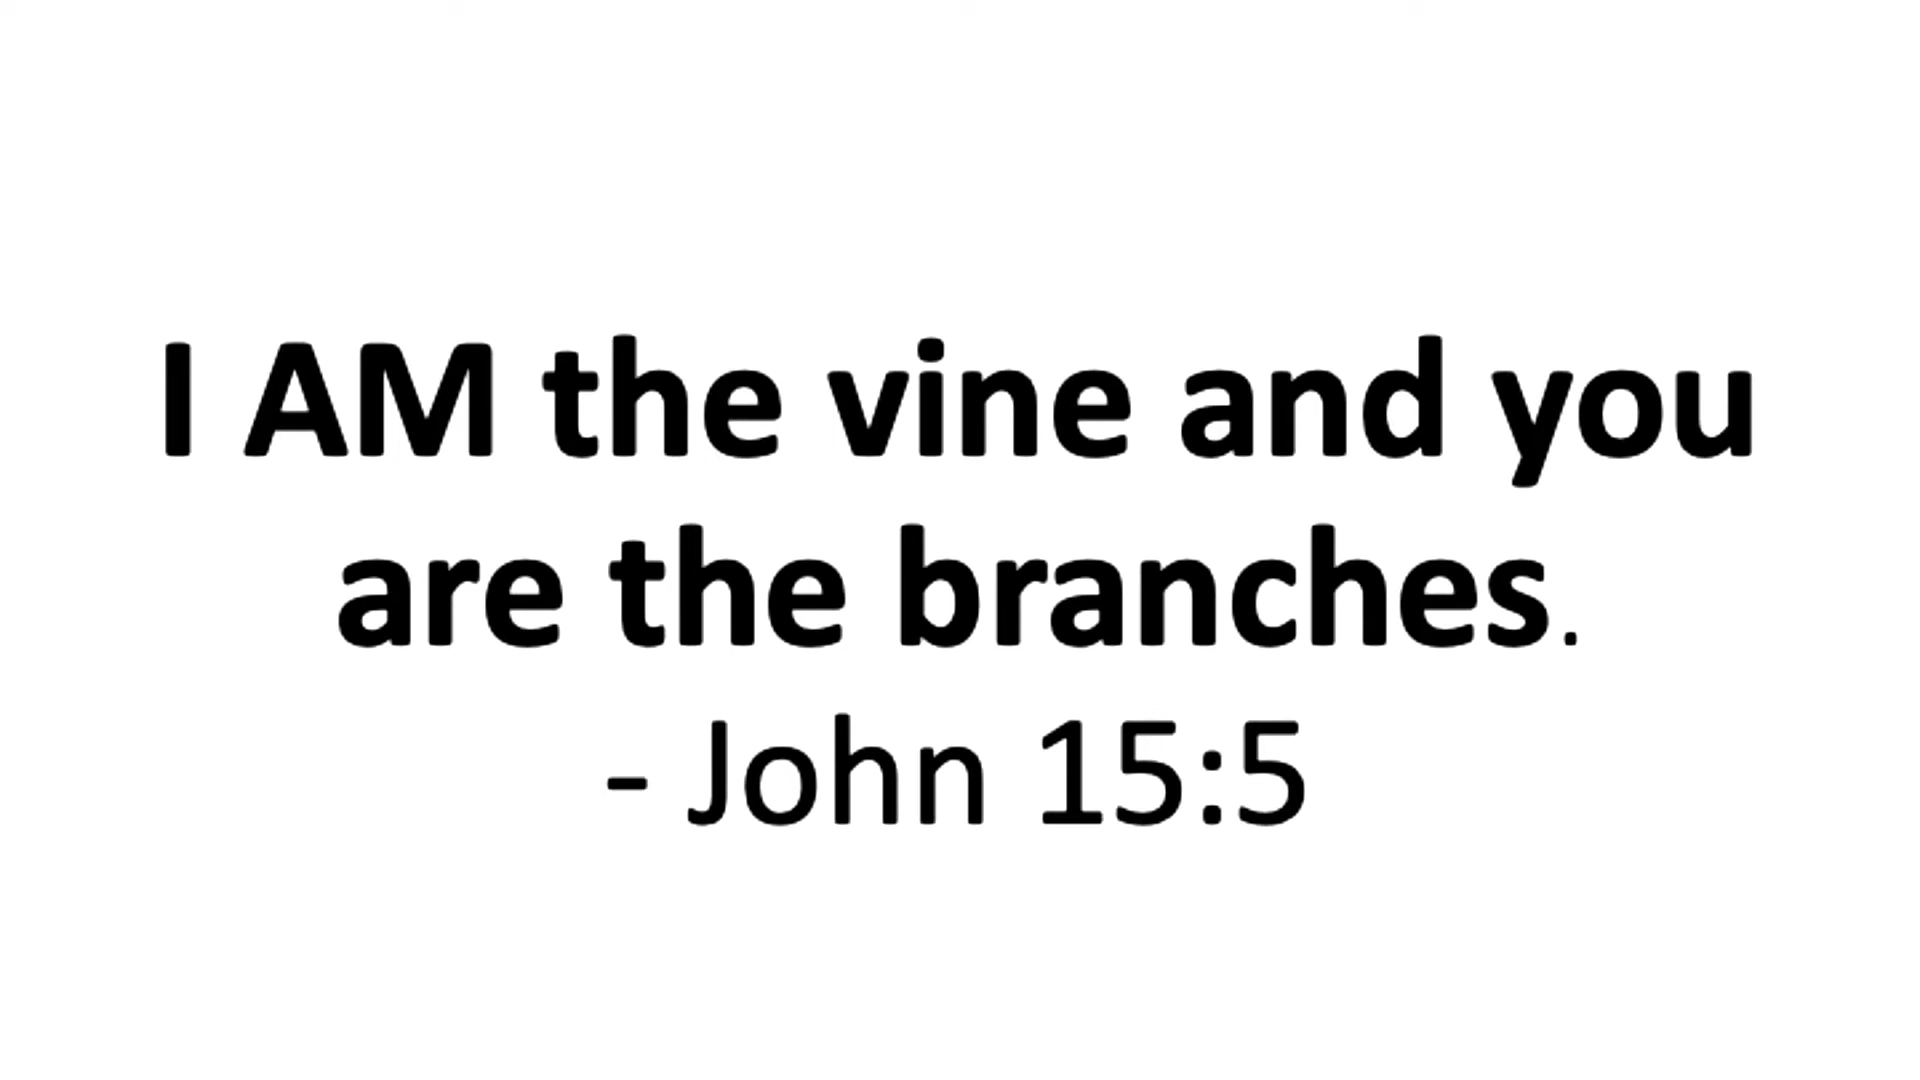 I AM the vine and you
are the branches.
- John 15:5